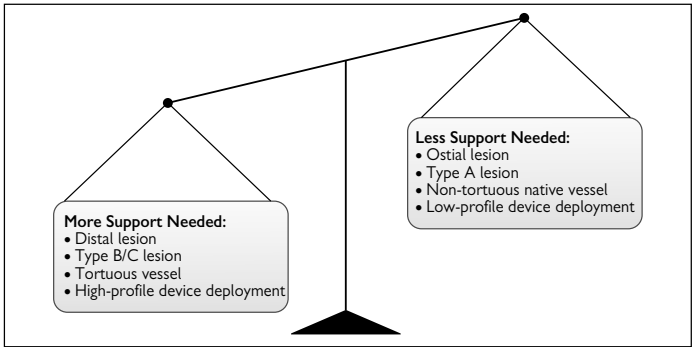 More Support Needed:
• Distal lesion
• Type B/C lesion
• Tortuous vessel
• High-profile device deployment
Less Support Needed:
• Ostial lesion
• Type A lesion
• Non-tortuous native vessel
• Low-profile device deployment